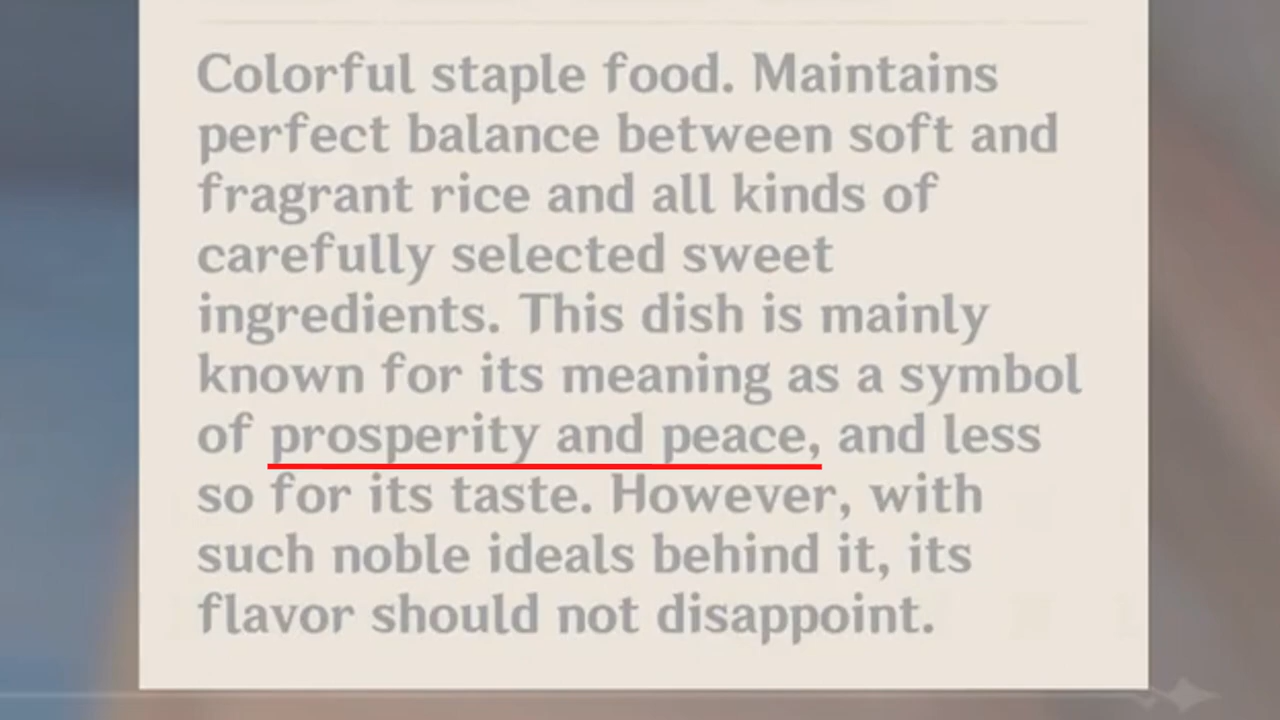 Colorful staple food. Maintains
perfect balance between soft and
fragrant rice and all kinds of
carefully selected sweet
ingredients. This dish is mainly
known for its meaning as a symbol
of prosperity and peace, and less
so for its taste. However, with
such noble ideals behind it, its
flavor should not disappoint.